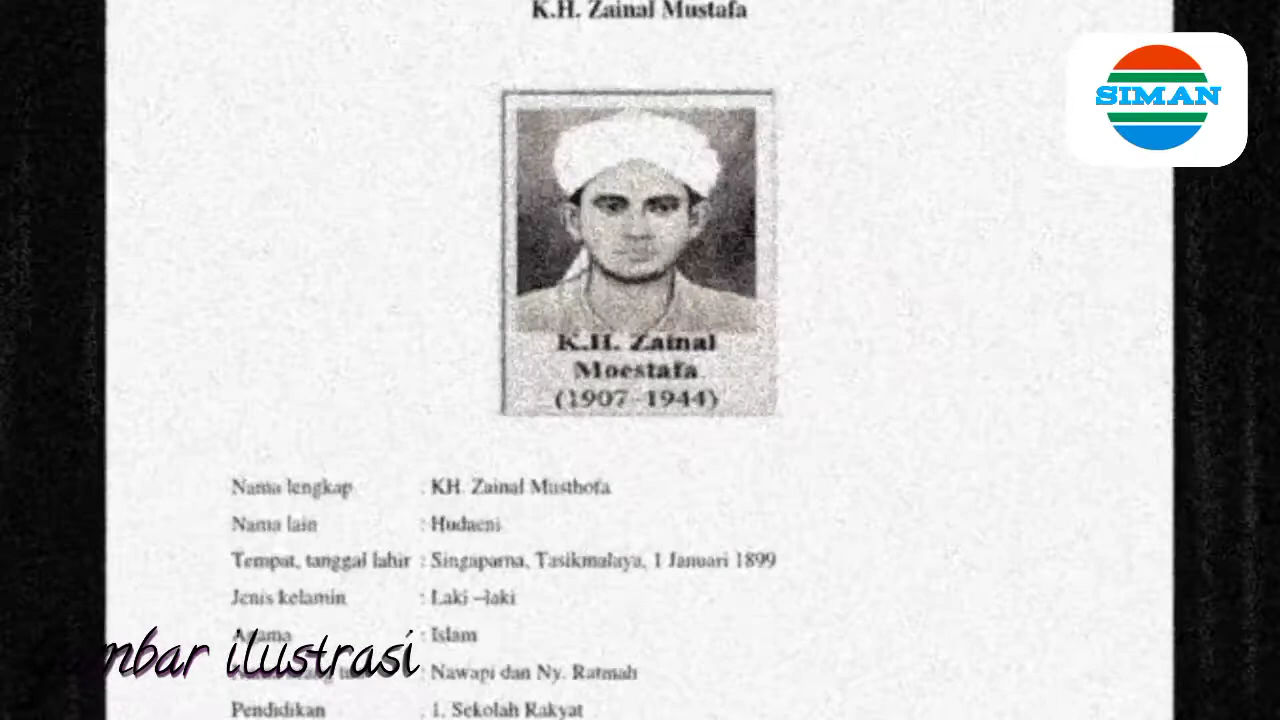 K.H. Zainal Mustafa
SIMAN
K.H. Zainal
Moestafa
(1907-1944)
Nama lengkap : KH. Zainal Musthofa
Nama lain : Hudaeni
Tempat, tanggal lahir : Singaparna, Tasikmalaya, 1 Januari 1899
Jenis kelamin : Laki –laki
Agama : Islam
: Nawapi dan Ny. Ratmah
ilustrasi
Pendidikan : 1. Sekolah Rakyat